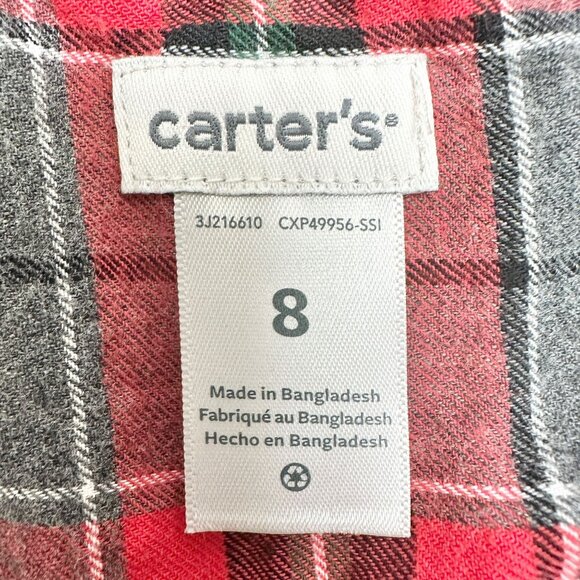 carter's®
3J216610 CXP49956-SSI
8
Made in Bangladesh
Fabriqué au Bangladesh
Hecho en Bangladesh